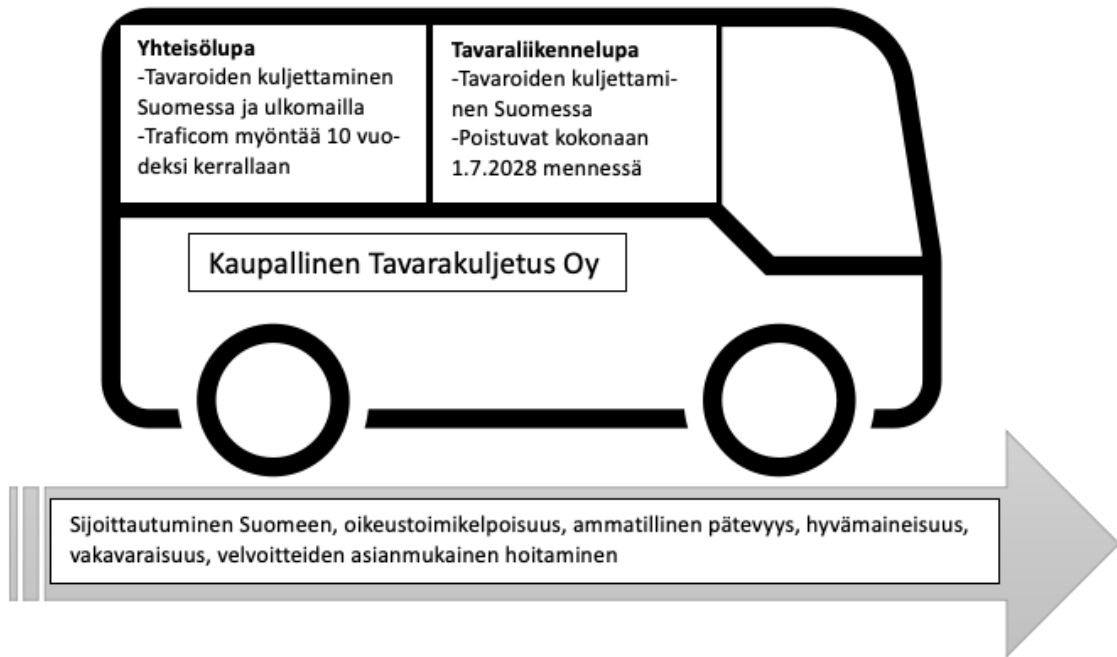 Yhteisölupa
-Tavaroiden kuljettaminen
Suomessa ja ulkomailla
-Traficom myöntää 10 vuo-
deksi kerrallaan
Tavaraliikennelupa
-Tavaroiden kuljettami-
nen Suomessa
-Poistuvat kokonaan
1.7.2028 mennessä
Kaupallinen Tavarakuljetus Oy
Sijoittautuminen Suomeen, oikeustoimikelpoisuus, ammatillinen pätevyys, hyvämaineisuus,
vakavaraisuus, velvoitteiden asianmukainen hoitaminen